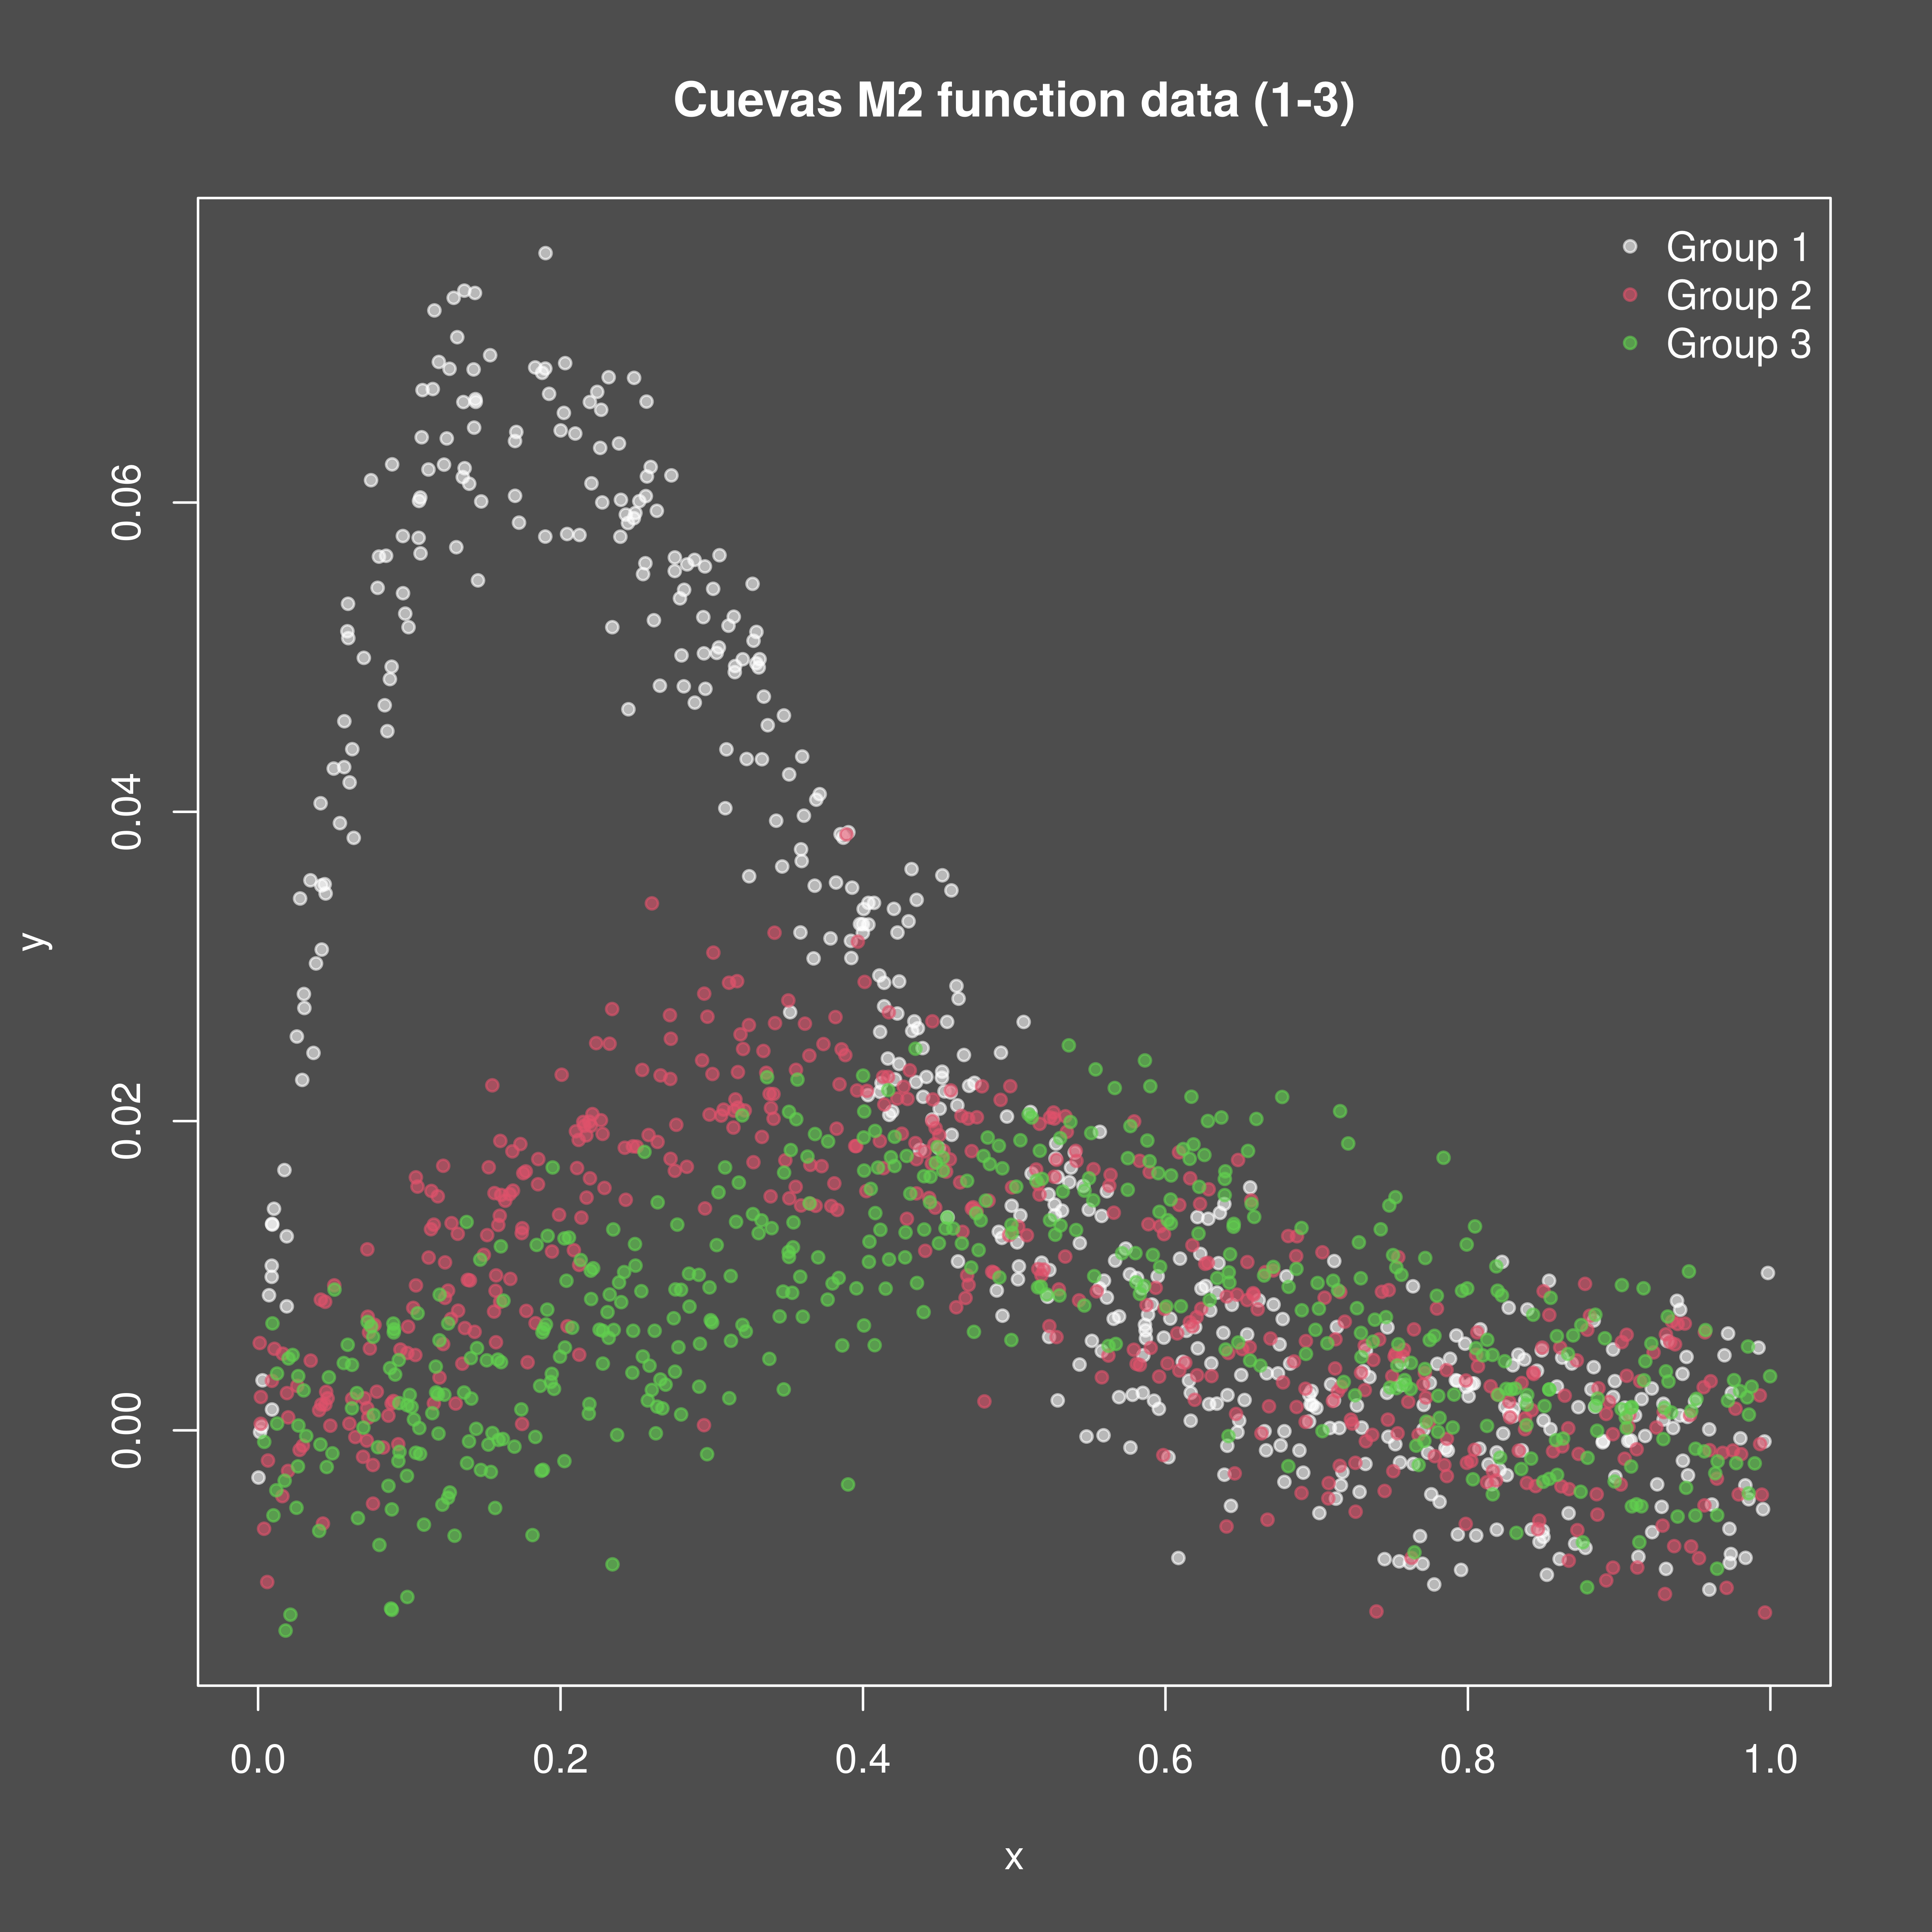 Cuevas M2 function data (1-3)
Group 1
Group 2
Group 3
0.06
0.04
0.02
0.00
y
0.0 0.2 0.4 0.6 0.8 1.0
x